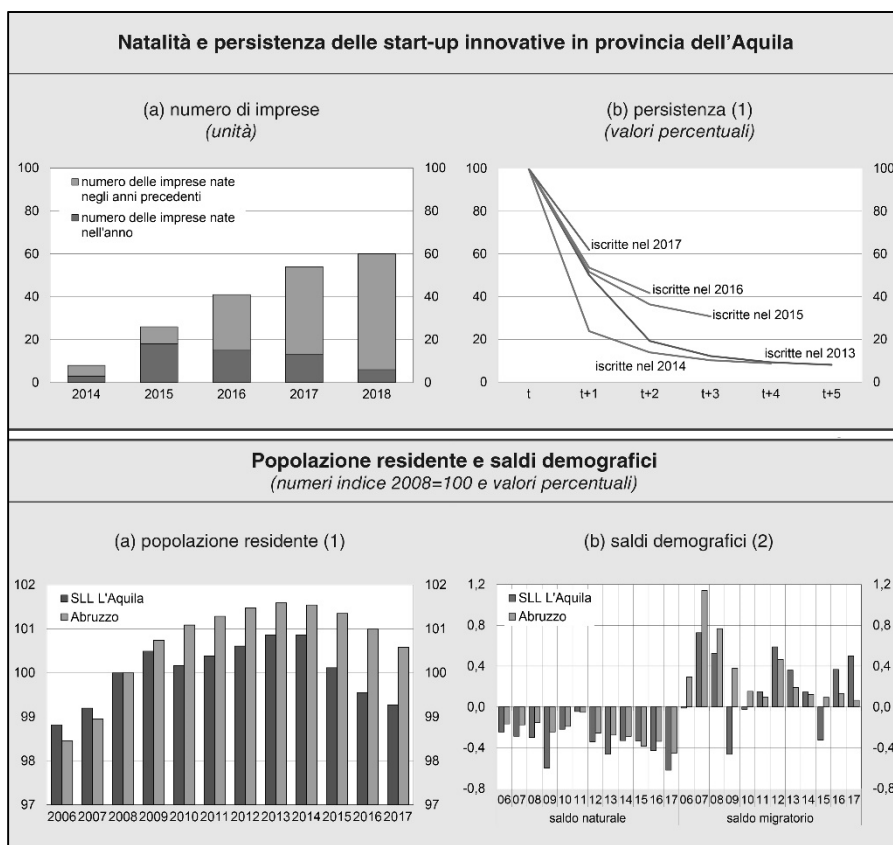 Natalità e persistenza delle start-up innovative in provincia dell'Aquila
(a) numero di imprese
(unità)
100
80
60
40
20
0
100
80
60
40
20
0
numero delle imprese nate
negli anni precedenti
numero delle imprese nate
nell'anno
2014 2015 2016 2017 2018
(b) persistenza (1)
(valori percentuali)
100
80
60
40
20
0
100
80
60
40
20
0
iscritte nel 2017
iscritte nel 2016
iscritte nel 2015
iscritte nel 2013
iscritte nel 2014
t t+1 t+2 t+3 t+4 t+5
Popolazione residente e saldi demografici
(numeri indice 2008=100 e valori percentuali)
(a) popolazione residente (1)
102
101
100
99
98
97
102
101
100
99
98
97
SLL L'Aquila
Abruzzo
2006 2007 2008 2009 2010 2011 2012 2013 2014 2015 2016 2017
(b) saldi demografici (2)
1,2
0,8
0,4
0,0
-0,4
-0,8
1,2
0,8
0,4
0,0
-0,4
-0,8
SLL L'Aquila
Abruzzo
06 07 08 09 10 11 12 13 14 15 16 17 06 07 08 09 10 11 12 13 14 15 16 17
saldo naturale saldo migratorio